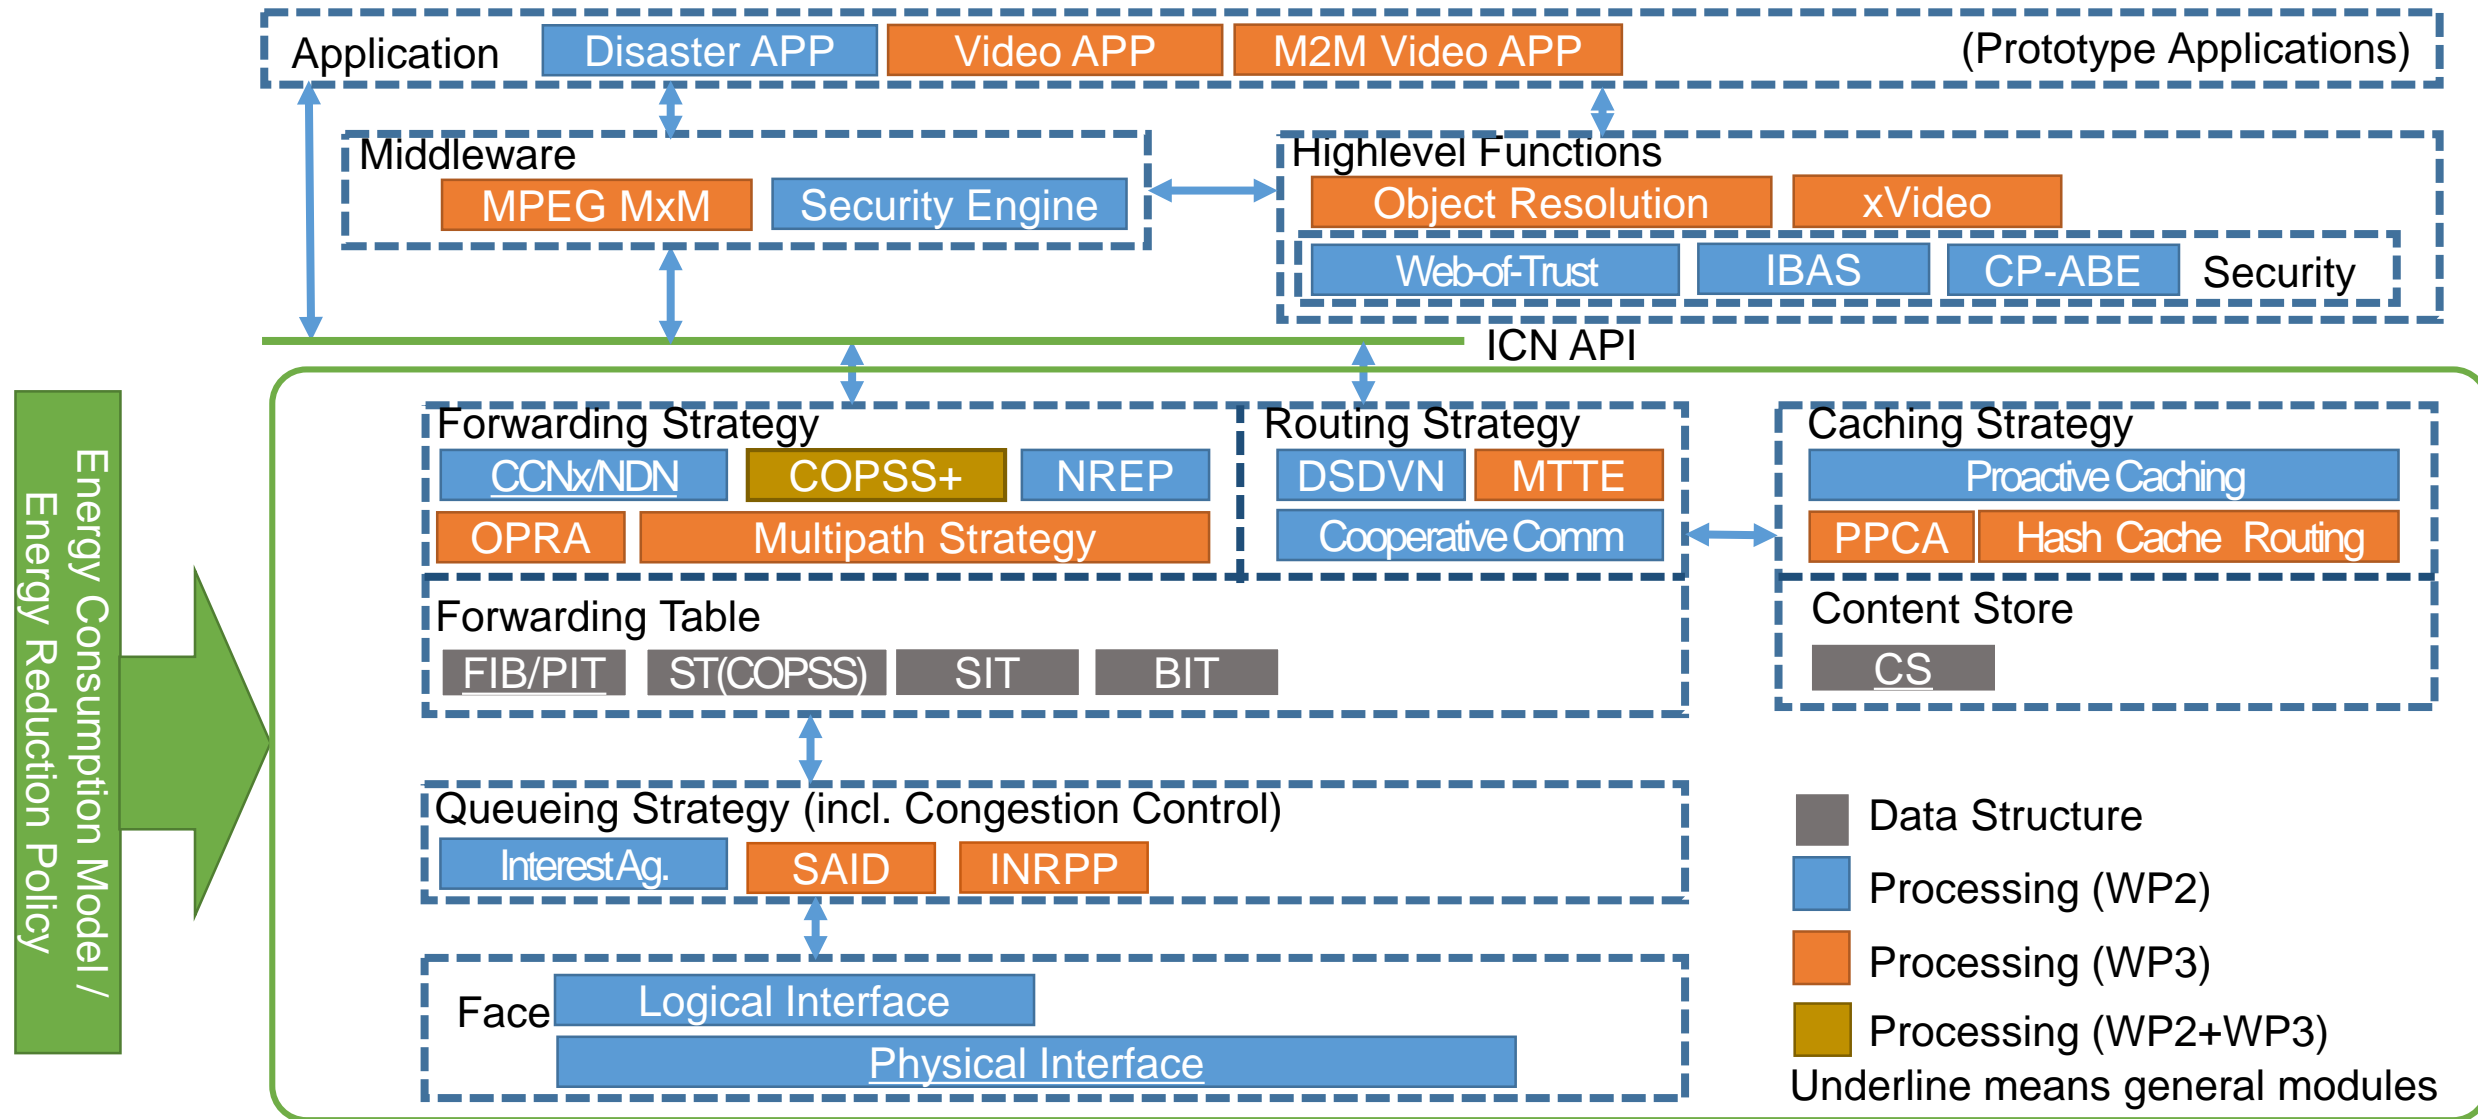 Application
Disaster APP
Video APP
M2M Video APP
(Prototype Applications)
Middleware
MPEG MxM
Security Engine
Highlevel Functions
Object Resolution
xVideo
Web-of-Trust
IBAS
CP-ABE
Security
ICN API
Energy Consumption Model /
Energy Reduction Policy
Forwarding Strategy
CCNx/NDN
COPSS+
NREP
OPRA
Multipath Strategy
Routing Strategy
DSDVN
MTTE
Cooperative Comm
Caching Strategy
Proactive Caching
PPCA
Hash Cache Routing
Forwarding Table
FIB/PIT
ST(COPSS)
SIT
BIT
Content Store
CS
Queueing Strategy (incl. Congestion Control)
Interest Ag.
SAID
INRPP
Face
Logical Interface
Physical Interface
Data Structure
Processing (WP2)
Processing (WP3)
Processing (WP2+WP3)
Underline means general modules